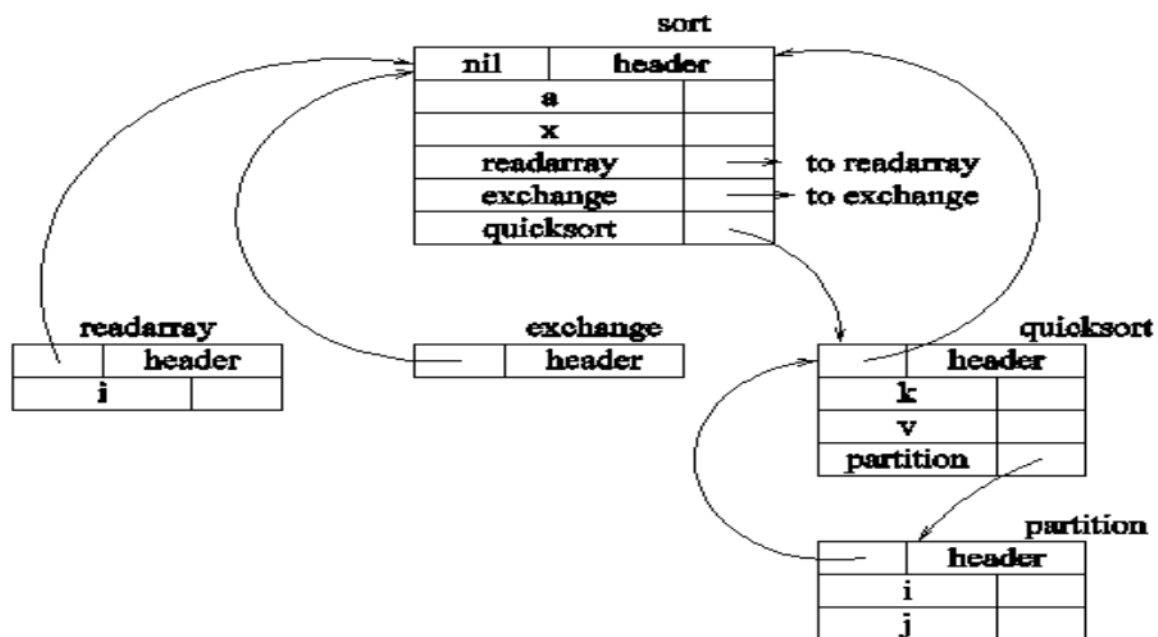 sort
nil header
a
x
readarray to readarray
exchange to exchange
quicksort
readarray
header
i
exchange
header
quicksort
header
k
v
partition
partition
header
i
j